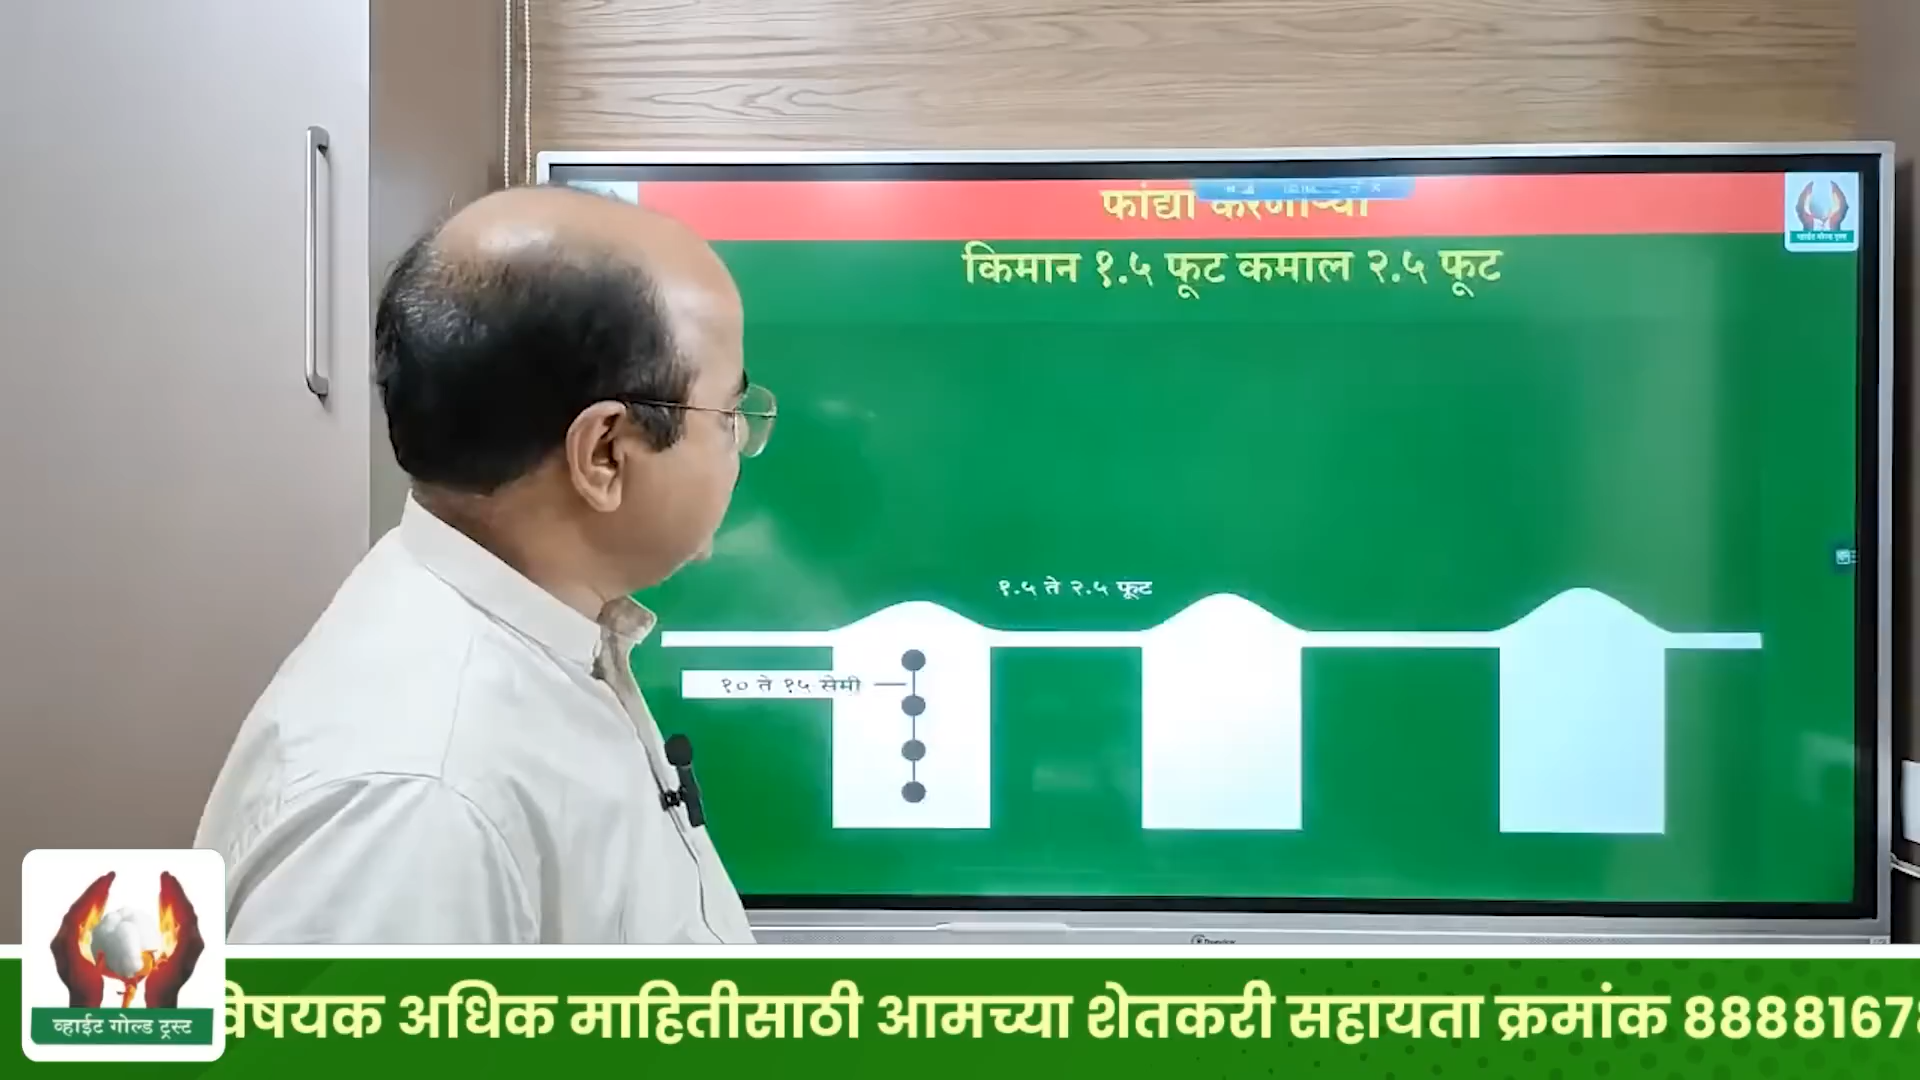 फांद्या करणाऱ्या
किमान १.५ फूट कमाल २.५ फूट
१.५ ते २.५ फूट
१० ते १५ सेमी
व्हाईट गोल्ड ट्रस्ट
विषयक अधिक माहितीसाठी आमच्या शेतकरी सहायता क्रमांक 8888167